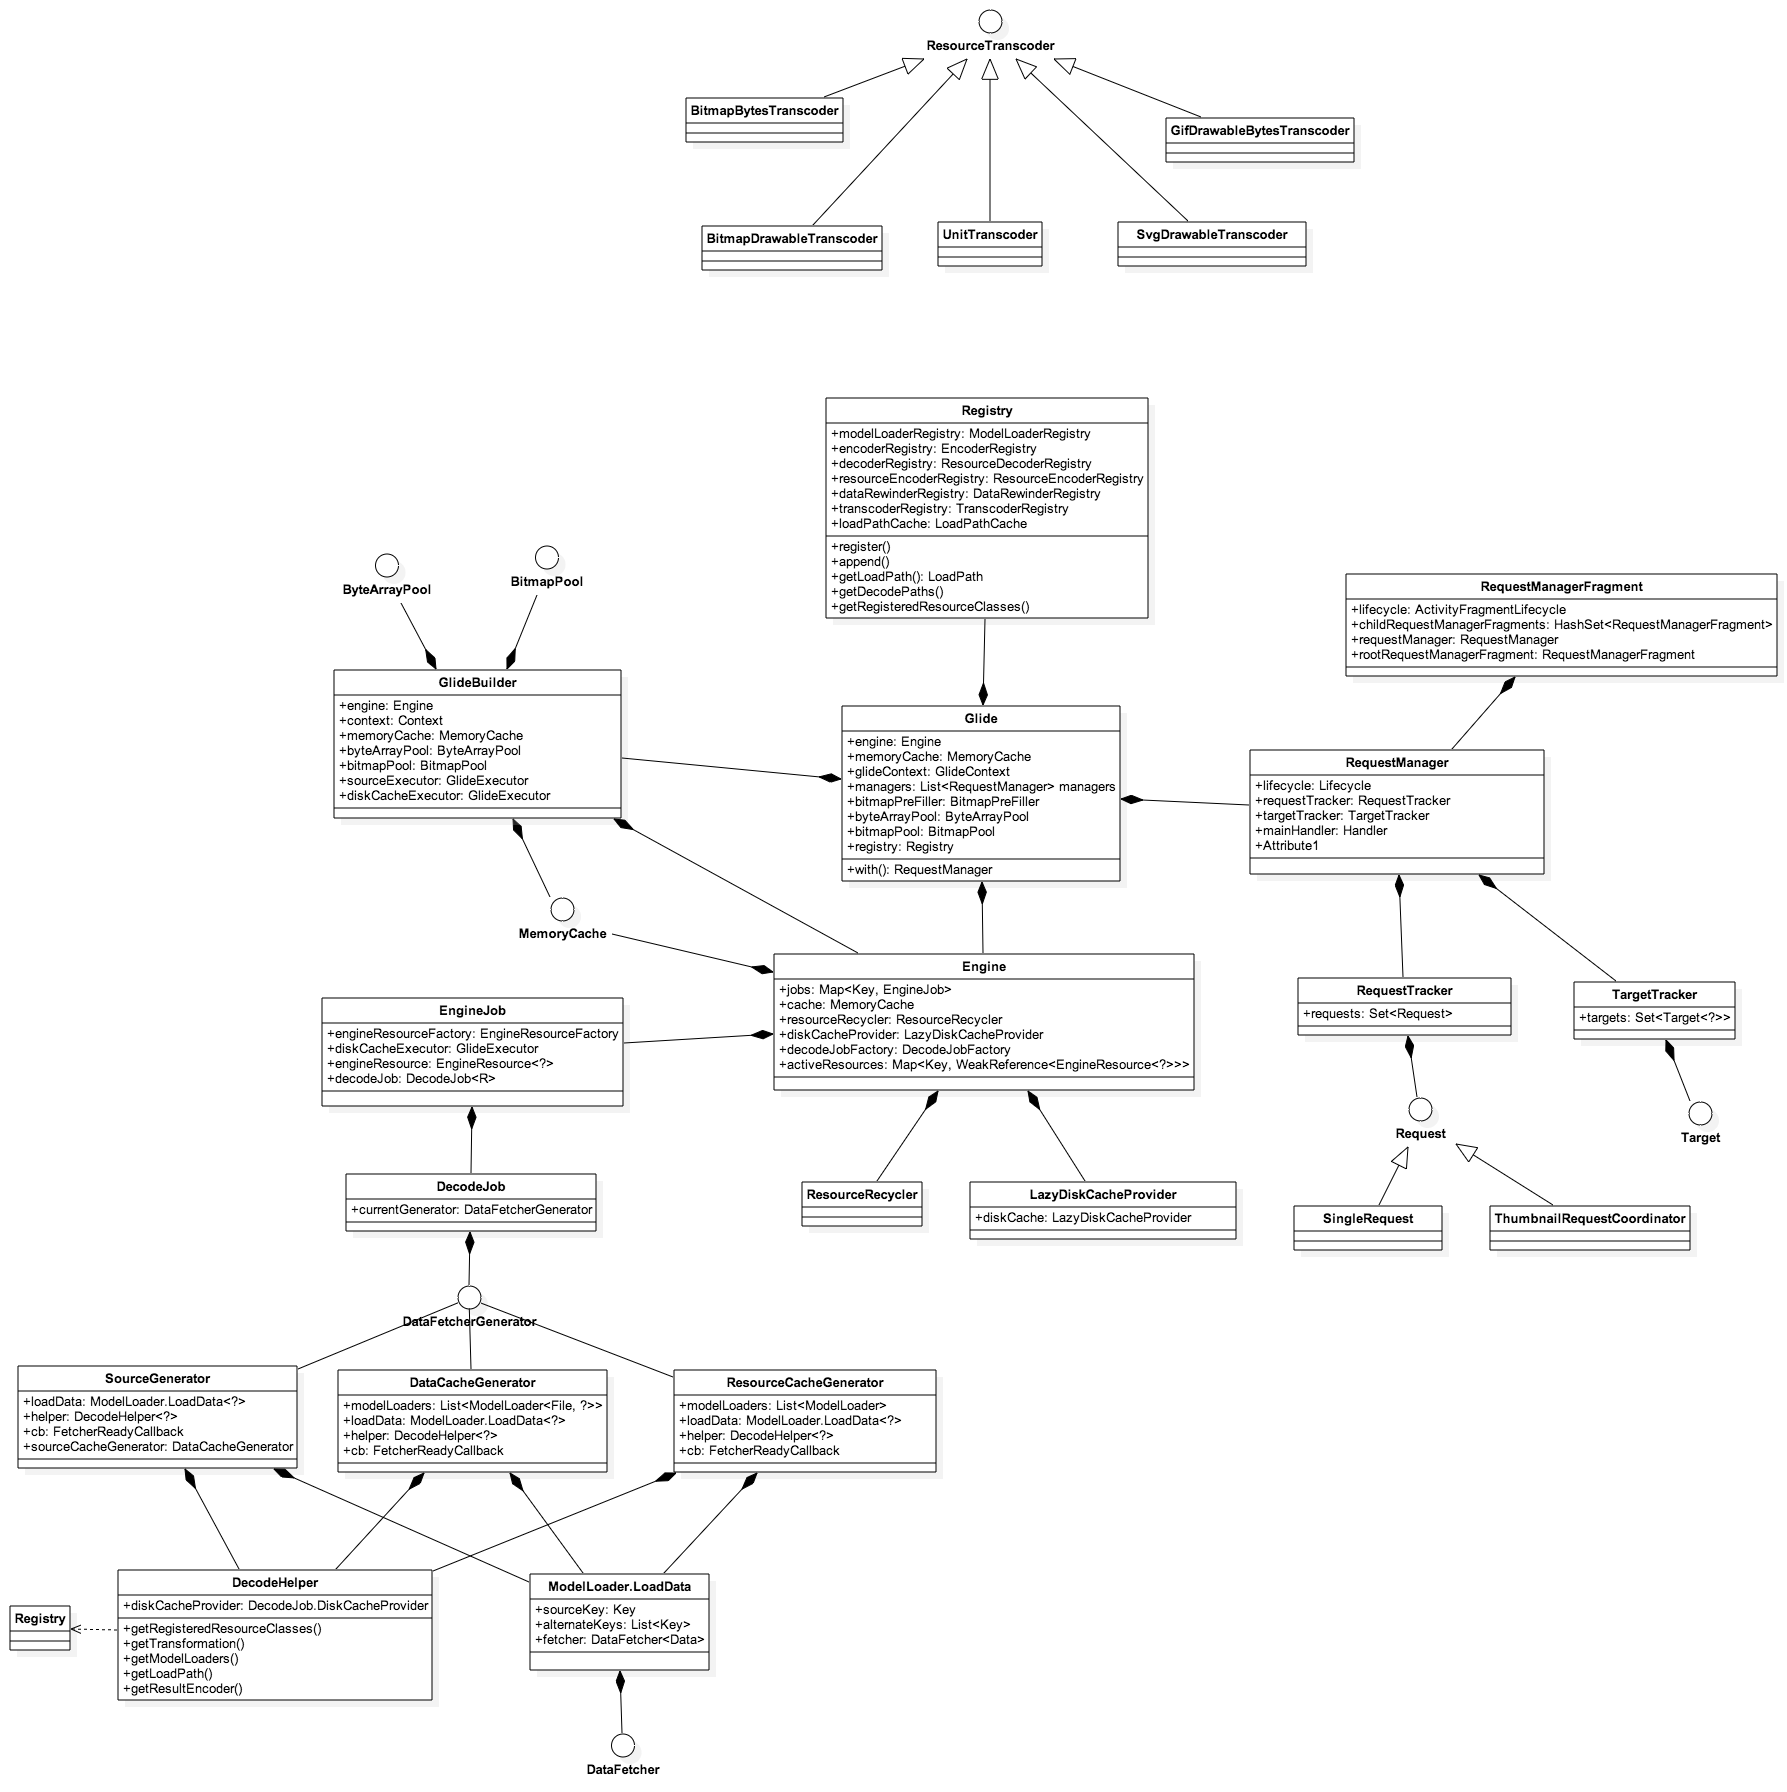 ResourceTranscoder
BitmapBytesTranscoder
GifDrawableBytesTranscoder
BitmapDrawableTranscoder
UnitTranscoder
SvgDrawableTranscoder
Registry
+modelLoaderRegistry: ModelLoaderRegistry
+encoderRegistry: EncoderRegistry
+decoderRegistry: ResourceDecoderRegistry
+resourceEncoderRegistry: ResourceEncoderRegistry
+dataRewinderRegistry: DataRewinderRegistry
+transcoderRegistry: TranscoderRegistry
+loadPathCache: LoadPathCache
+register()
+append()
+getLoadPath(): LoadPath
+getDecodePaths()
+getRegisteredResourceClasses()
ByteArrayPool
BitmapPool
RequestManagerFragment
+lifecycle: ActivityFragmentLifecycle
+childRequestManagerFragments: HashSet<RequestManagerFragment>
+requestManager: RequestManager
+rootRequestManagerFragment: RequestManagerFragment
GlideBuilder
+engine: Engine
+context: Context
+memoryCache: MemoryCache
+byteArrayPool: ByteArrayPool
+bitmapPool: BitmapPool
+sourceExecutor: GlideExecutor
+diskCacheExecutor: GlideExecutor
Glide
+engine: Engine
+memoryCache: MemoryCache
+glideContext: GlideContext
+managers: List<RequestManager> managers
+bitmapPreFiller: BitmapPreFiller
+byteArrayPool: ByteArrayPool
+bitmapPool: BitmapPool
+registry: Registry
+with(): RequestManager
RequestManager
+lifecycle: Lifecycle
+requestTracker: RequestTracker
+targetTracker: TargetTracker
+mainHandler: Handler
+Attribute1
MemoryCache
Engine
+jobs: Map<Key, EngineJob>
+cache: MemoryCache
+resourceRecycler: ResourceRecycler
+diskCacheProvider: LazyDiskCacheProvider
+decodeJobFactory: DecodeJobFactory
+activeResources: Map<Key, WeakReference<EngineResource<?>>>
RequestTracker
+requests: Set<Request>
TargetTracker
+targets: Set<Target<?>>
EngineJob
+engineResourceFactory: EngineResourceFactory
+diskCacheExecutor: GlideExecutor
+engineResource: EngineResource<?>
+decodeJob: DecodeJob<R>
Request
Target
DecodeJob
+currentGenerator: DataFetcherGenerator
ResourceRecycler
LazyDiskCacheProvider
+diskCache: LazyDiskCacheProvider
SingleRequest
ThumbnailRequestCoordinator
DataFetcherGenerator
SourceGenerator
+loadData: ModelLoader.LoadData<?>
+helper: DecodeHelper<?>
+cb: FetcherReadyCallback
+sourceCacheGenerator: DataCacheGenerator
DataCacheGenerator
+modelLoaders: List<ModelLoader<File, ?>>
+loadData: ModelLoader.LoadData<?>
+helper: DecodeHelper<?>
+cb: FetcherReadyCallback
ResourceCacheGenerator
+modelLoaders: List<ModelLoader>
+loadData: ModelLoader.LoadData<?>
+helper: DecodeHelper<?>
+cb: FetcherReadyCallback
Registry
DecodeHelper
+diskCacheProvider: DecodeJob.DiskCacheProvider
+getRegisteredResourceClasses()
+getTransformation()
+getModelLoaders()
+getLoadPath()
+getResultEncoder()
ModelLoader.LoadData
+sourceKey: Key
+alternateKeys: List<Key>
+fetcher: DataFetcher<Data>
DataFetcher